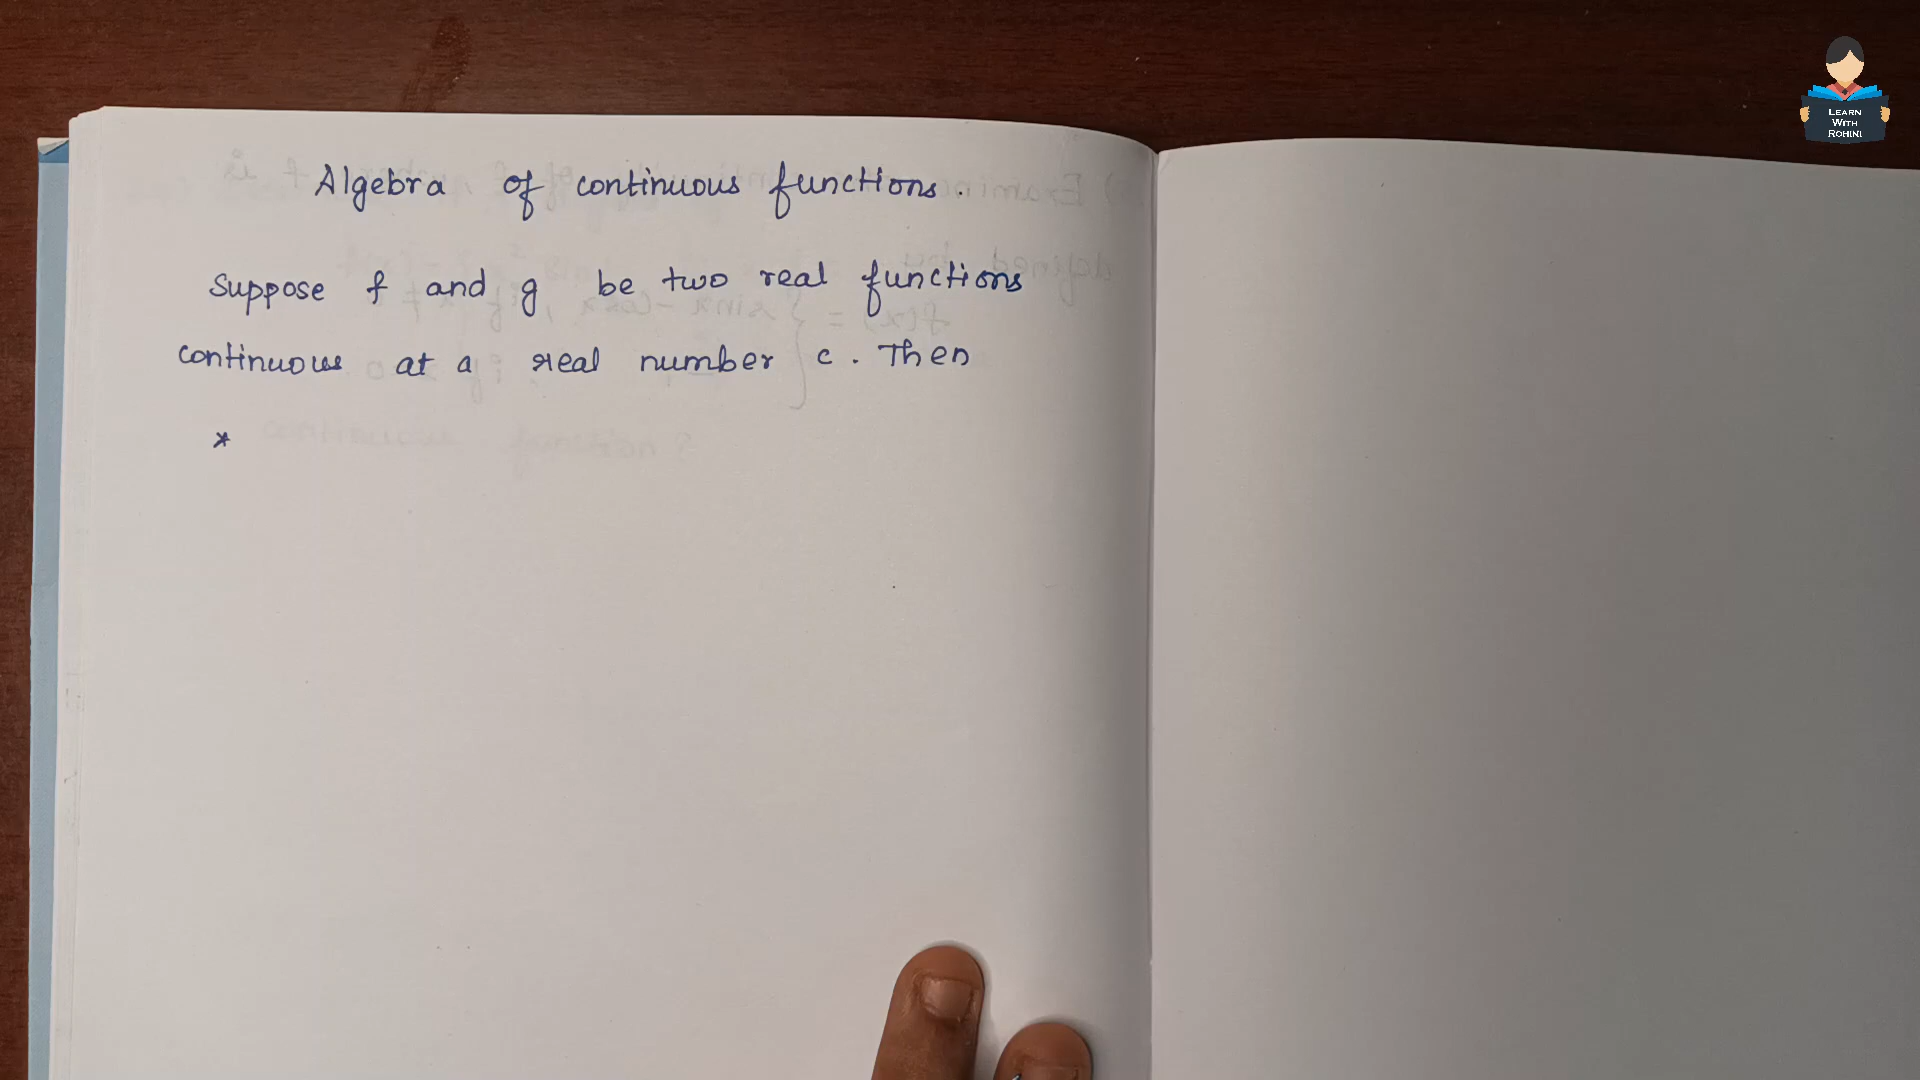 Algebra of continuous functions.
Suppose f and g be two real functions
continuous at a real number c. Then
*
LEARN
WITH
ROHINI